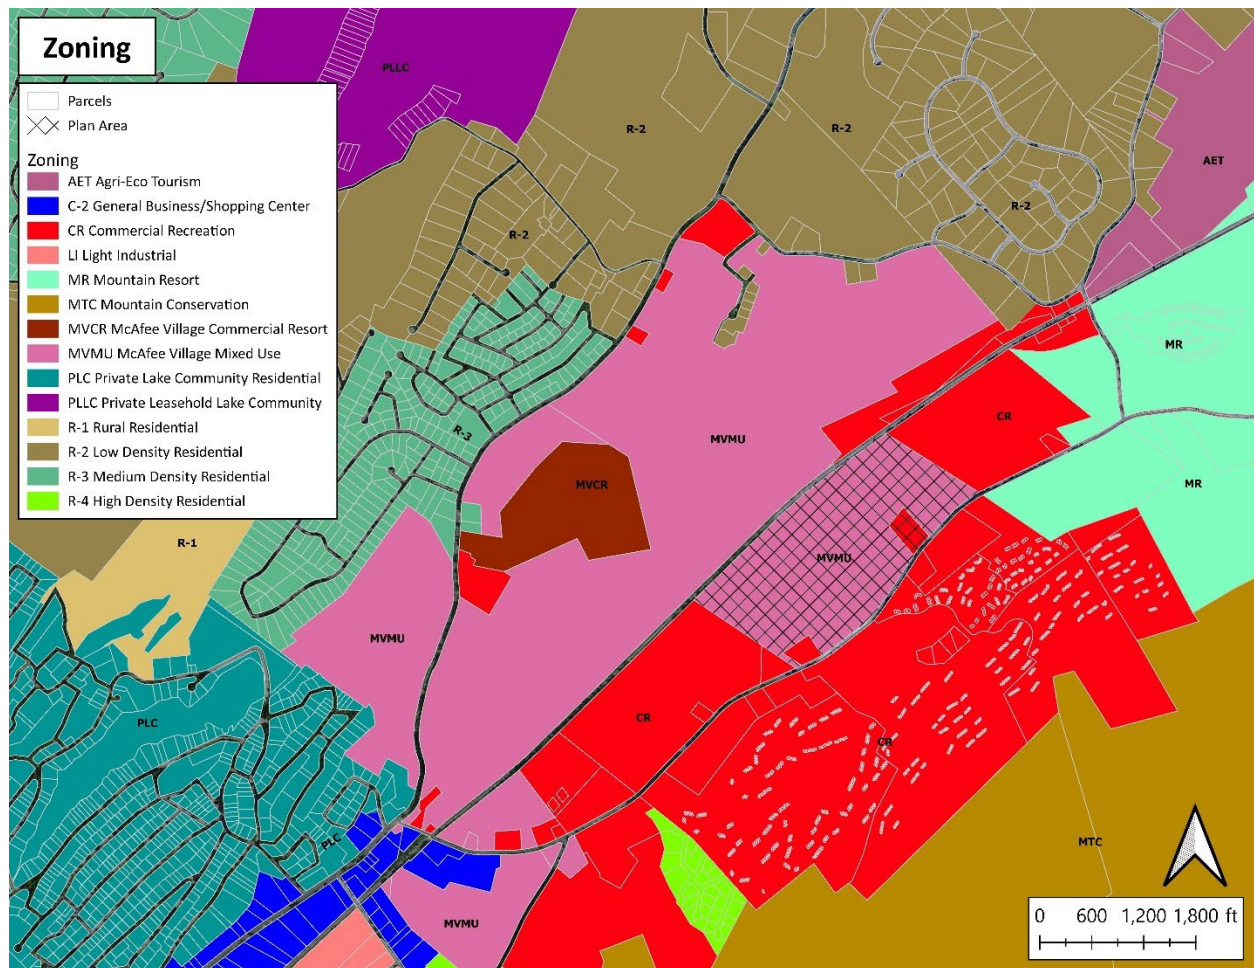 Zoning
Parcels
Plan Area
Zoning
AET Agri-Eco Tourism
C-2 General Business/Shopping Center
CR Commercial Recreation
LI Light Industrial
MR Mountain Resort
MTC Mountain Conservation
MVCR McAfee Village Commercial Resort
MVMU McAfee Village Mixed Use
PLC Private Lake Community Residential
PLLC Private Leasehold Lake Community
R-1 Rural Residential
R-2 Low Density Residential
R-3 Medium Density Residential
R-4 High Density Residential
PLLC
R-2
R-2
AET
R-2
R-2
MR
CR
R-3
MVMU
MVCR
MR
R-1
MVMU
MVMU
PLC
CR
CR
PLC
MTC
MVMU
0 600 1,200 1,800 ft